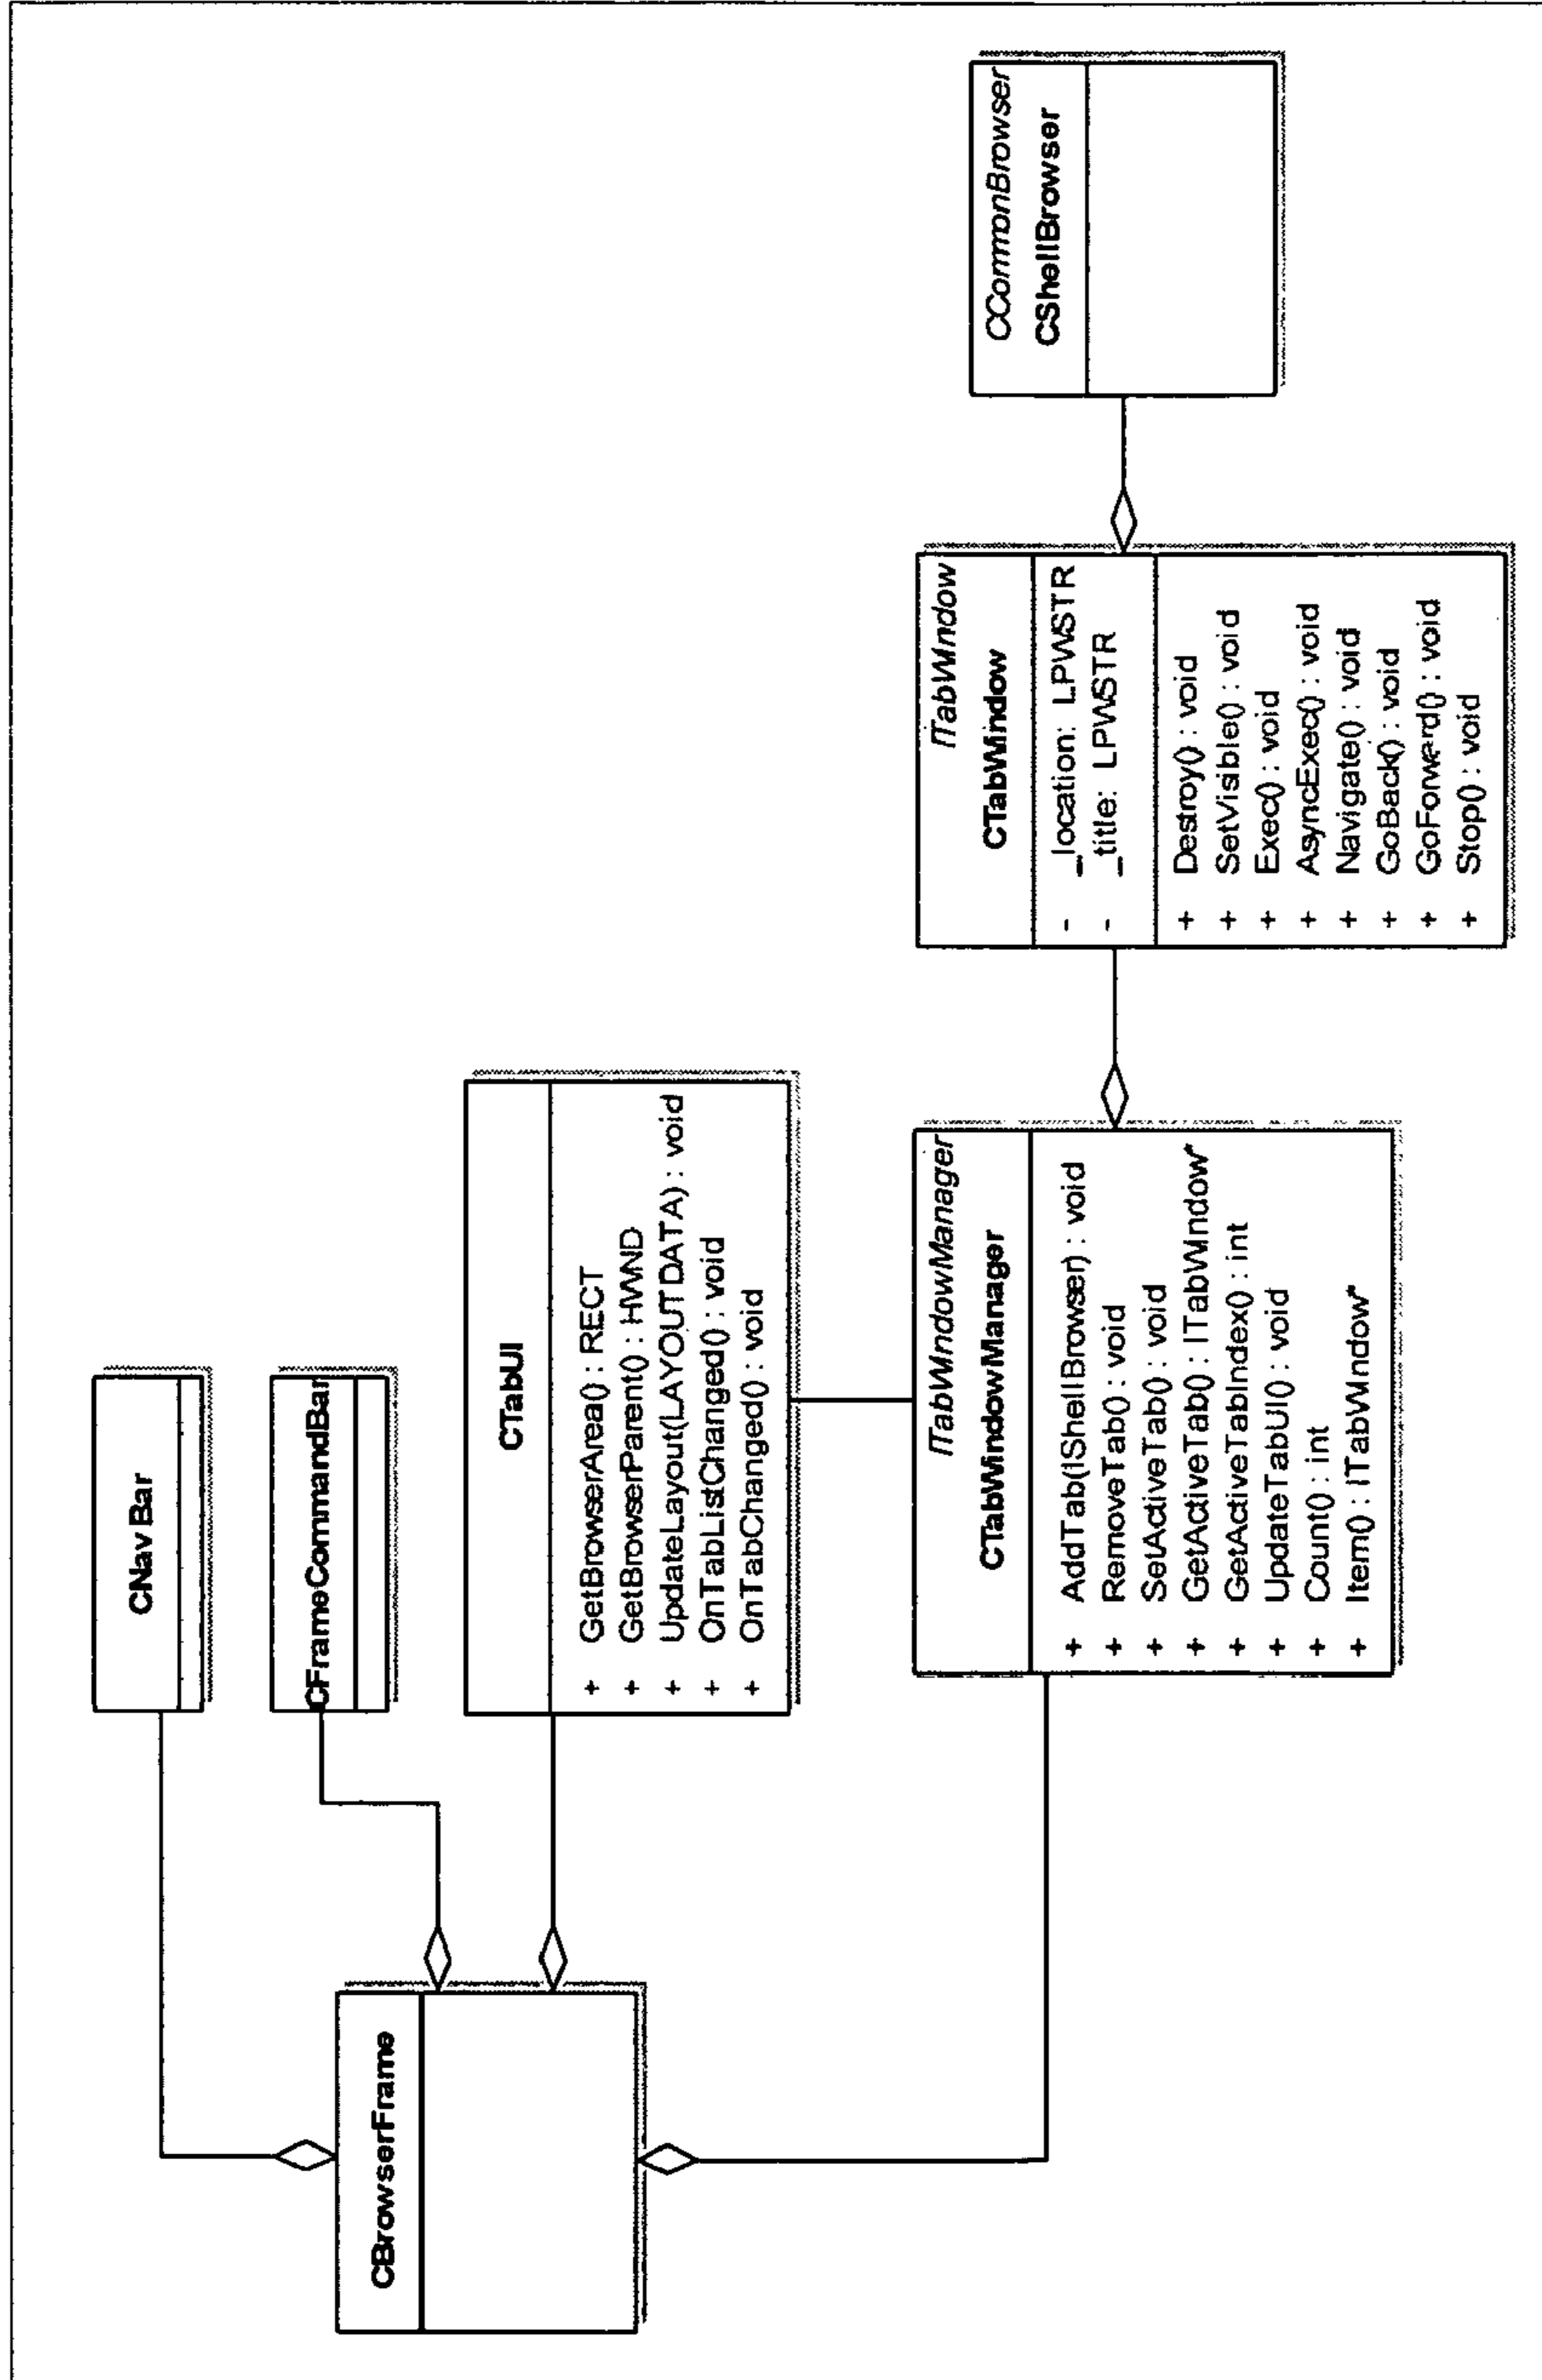 CBrowserFrame
CNavBar
CFrameCommandBar
CTabUI
+ GetBrowserArea() : RECT
+ GetBrowserParent() : HWND
+ UpdateLayout(LAYOUTDATA) : void
+ OnTabListChanged() : void
+ OnTabChanged() : void
ITabWindowManager
CTabWindowManager
+ AddTab(IShellBrowser) : void
+ RemoveTab() : void
+ SetActiveTab() : void
+ GetActiveTab() : ITabWindow*
+ GetActiveTabIndex() : int
+ UpdateTabUI() : void
+ Count() : int
+ Item() : ITabWindow*
ITabWindow
CTabWindow
- _location: LPWSTR
- _title: LPWSTR
+ Destroy() : void
+ SetVisible() : void
+ Exec() : void
+ AsyncExec() : void
+ Navigate() : void
+ GoBack() : void
+ GoForward() : void
+ Stop() : void
CCommonBrowser
CShellBrowser